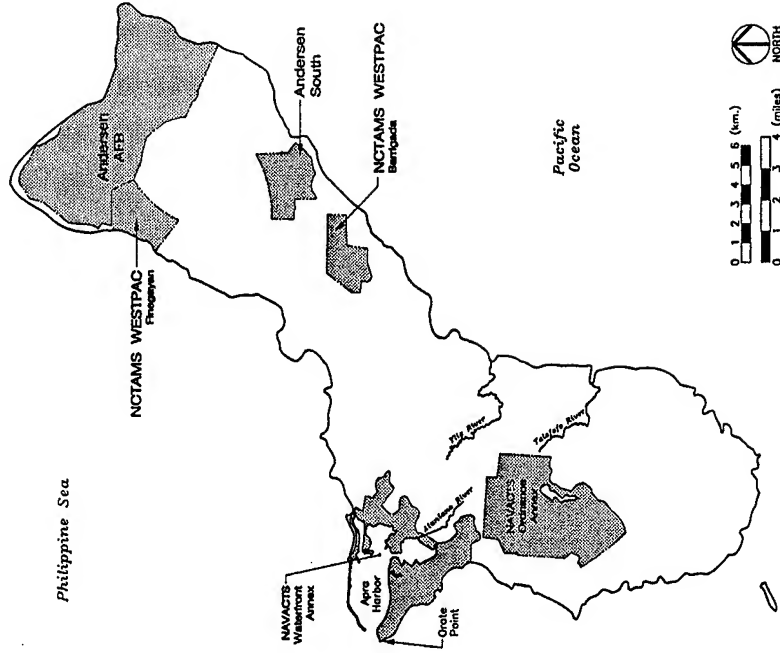 Philippine Sea
NCTAMS WESTPAC
Finegayan
Andersen
AFB
Andersen
South
NCTAMS WESTPAC
Barrigada
Pacific
Ocean
NAVACTS
Waterfront
Annex
Apra
Harbor
Orote
Point
Atantano River
Ylig River
Talofofo River
NAVACTS
Ordnance
Annex
0 1 2 3 4 5 6 (km.)
0 1 2 3 4 (miles)
NORTH